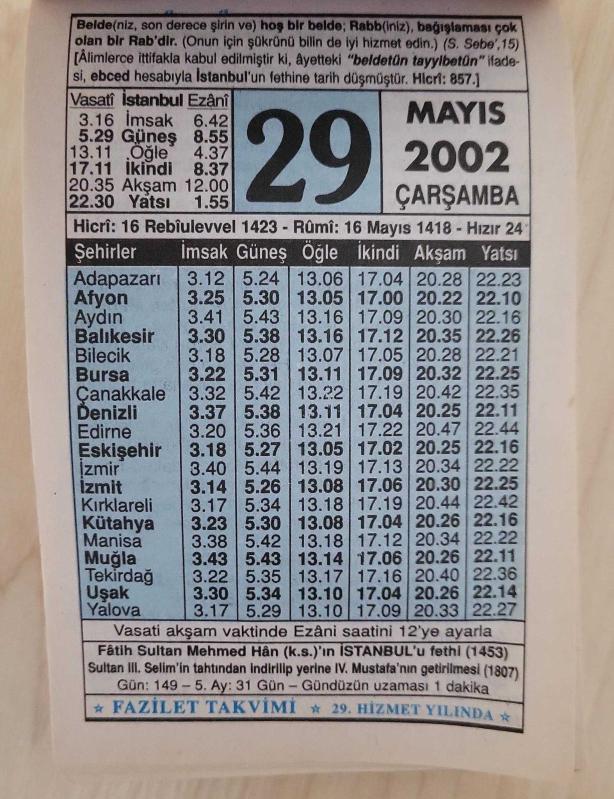 Belde(niz, son derece şirin ve) hoş bir belde; Rabb(iniz), bağışlaması çok
olan bir Rab'dir. (Onun için şükrünü bilin de iyi hizmet edin.) (S. Sebe',15)
[Âlimlerce ittifakla kabul edilmiştir ki, âyetteki "beldetün tayyibetün" ifade-
si, ebced hesabıyla İstanbul'un fethine tarih düşmüştür. Hicrî: 857.]
Vasatî İstanbul Ezânî
3.16 İmsak 6.42
5.29 Güneş 8.55
13.11 Öğle 4.37
17.11 İkindi 8.37
20.35 Akşam 12.00
22.30 Yatsı 1.55
29
MAYIS
2002
ÇARŞAMBA
Hicrî: 16 Rebîulevvel 1423 - Rûmî: 16 Mayıs 1418 - Hızır 24
Şehirler İmsak Güneş Öğle İkindi Akşam Yatsı
Adapazarı 3.12 5.24 13.06 17.04 20.28 22.23
Afyon 3.25 5.30 13.05 17.00 20.22 22.10
Aydın 3.41 5.43 13.16 17.09 20.30 22.16
Balıkesir 3.30 5.38 13.16 17.12 20.35 22.26
Bilecik 3.18 5.28 13.07 17.05 20.28 22.21
Bursa 3.22 5.31 13.11 17.09 20.32 22.25
Çanakkale 3.32 5.42 13.22 17.19 20.42 22.35
Denizli 3.37 5.38 13.11 17.04 20.25 22.11
Edirne 3.20 5.36 13.21 17.22 20.47 22.44
Eskişehir 3.18 5.27 13.05 17.02 20.25 22.16
İzmir 3.40 5.44 13.19 17.13 20.34 22.22
İzmit 3.14 5.26 13.08 17.06 20.30 22.25
Kırklareli 3.17 5.34 13.18 17.19 20.44 22.42
Kütahya 3.23 5.30 13.08 17.04 20.26 22.16
Manisa 3.38 5.42 13.18 17.12 20.34 22.22
Muğla 3.43 5.43 13.14 17.06 20.26 22.11
Tekirdağ 3.22 5.35 13.17 17.16 20.40 22.36
Uşak 3.30 5.34 13.10 17.04 20.26 22.14
Yalova 3.17 5.29 13.10 17.09 20.33 22.27
Vasati akşam vaktinde Ezâni saatini 12'ye ayarla
Fâtih Sultan Mehmed Hân (k.s.)'ın İSTANBUL'u fethi (1453)
Sultan III. Selim'in tahtından indirilip yerine IV. Mustafa'nın getirilmesi (1807)
Gün: 149 – 5. Ay: 31 Gün – Gündüzün uzaması 1 dakika
☆ FAZİLET TAKVİMİ ☆ 29. HİZMET YILINDA ☆